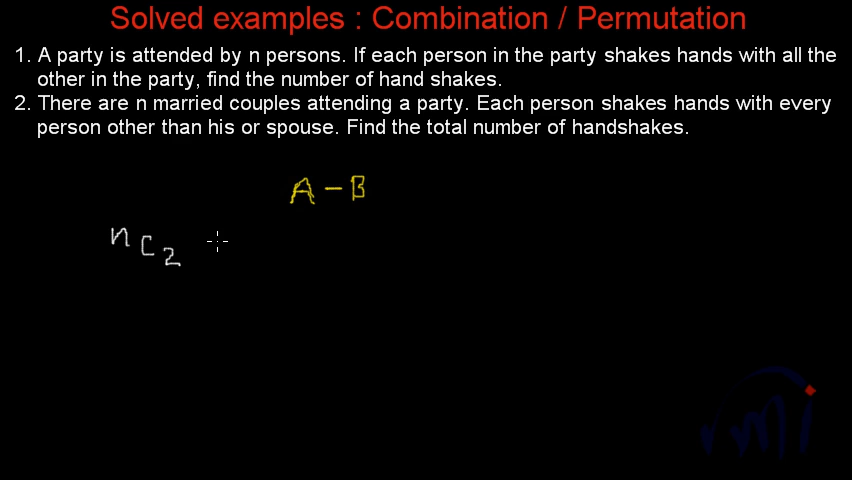 Solved examples : Combination / Permutation
1. A party is attended by n persons. If each person in the party shakes hands with all the
other in the party, find the number of hand shakes.
2. There are n married couples attending a party. Each person shakes hands with every
person other than his or spouse. Find the total number of handshakes.
A - B
n C 2